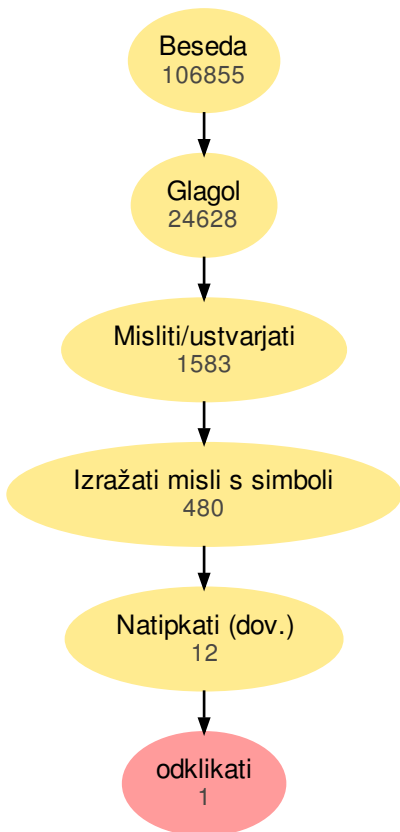 Beseda
106855
Glagol
24628
Misliti/ustvarjati
1583
Izražati misli s simboli
480
Natipkati (dov.)
12
odklikati
1